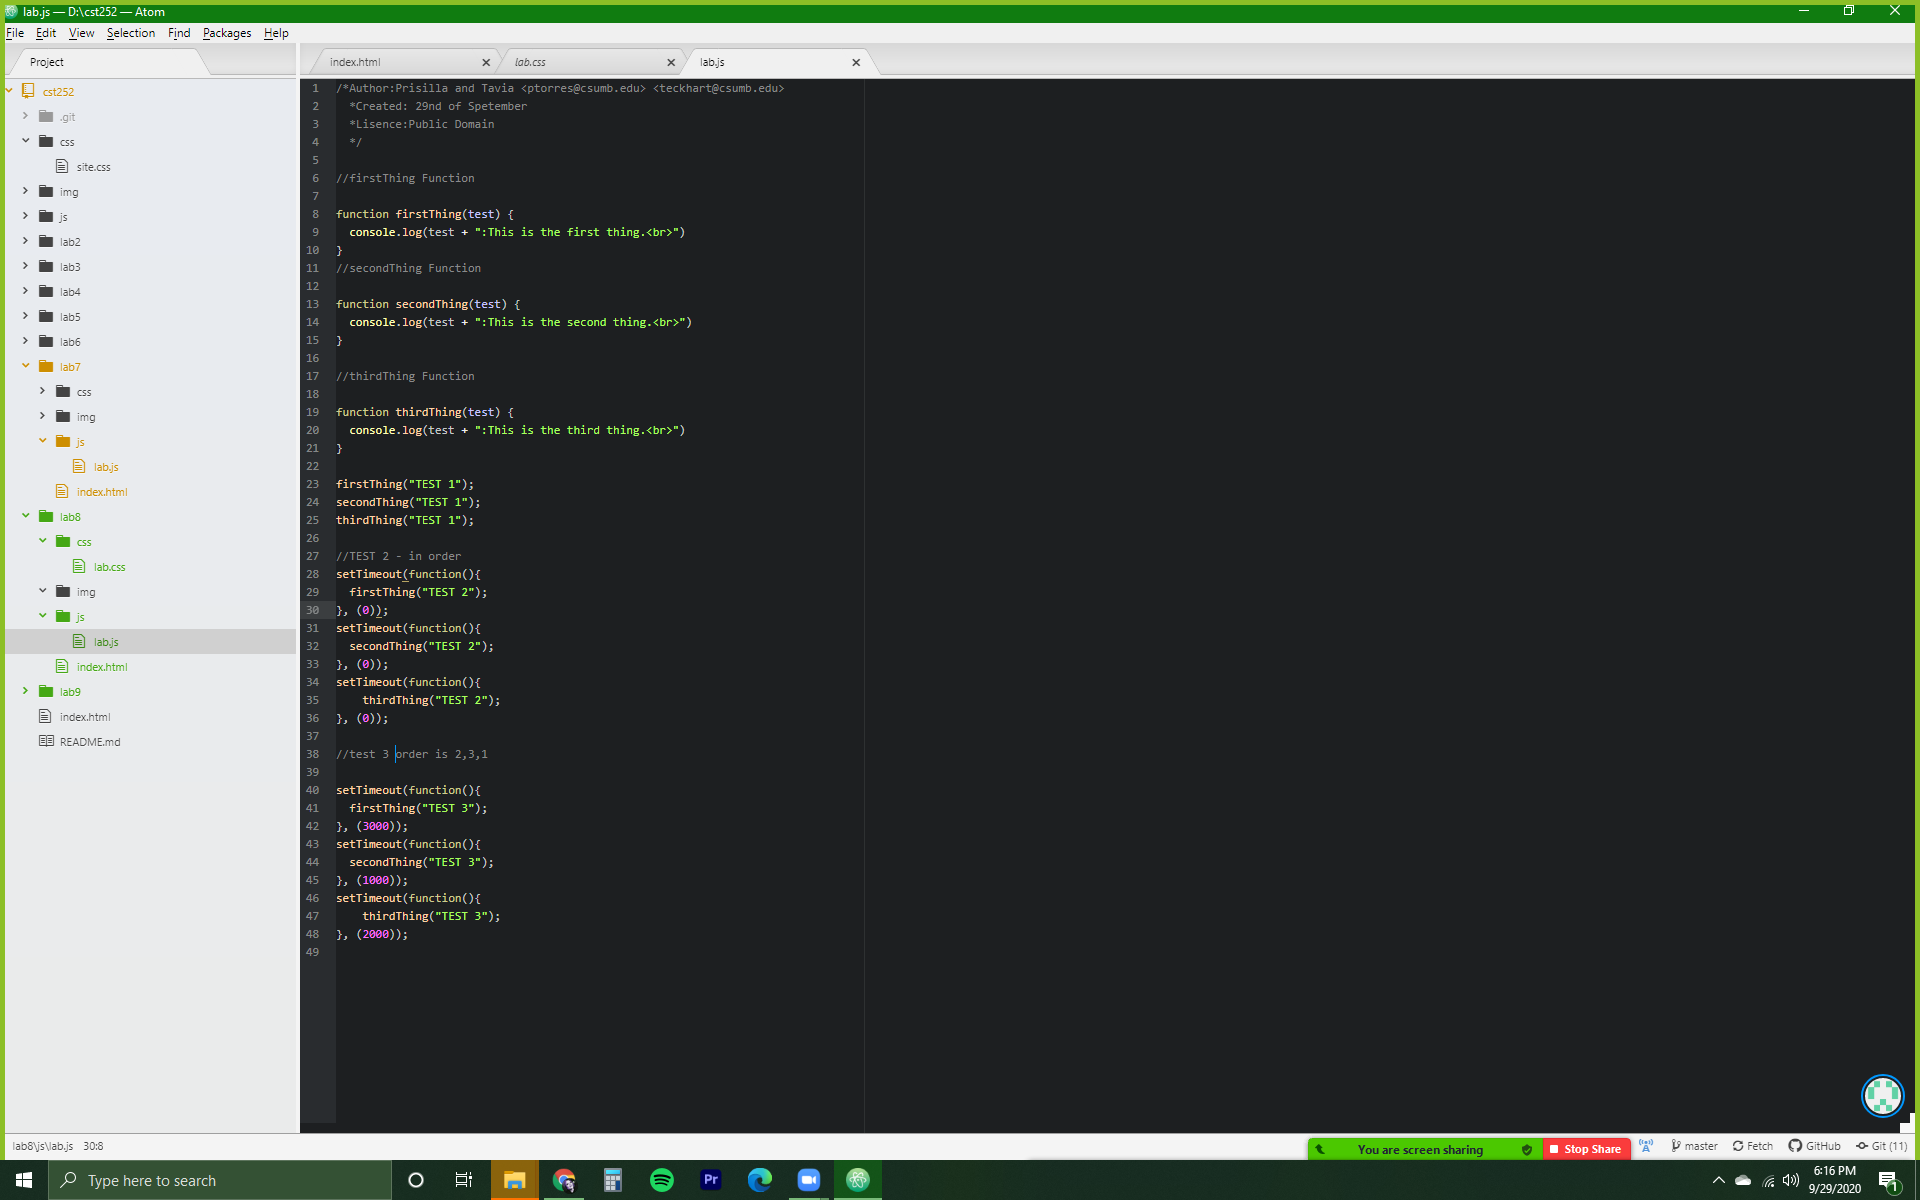 lab.js — D:\cst252 — Atom
File Edit View Selection Find Packages Help
Project
index.html
lab.css
lab.js
cst252
.git
css
site.css
img
js
lab2
lab3
lab4
lab5
lab6
lab7
css
img
js
lab.js
index.html
lab8
css
lab.css
img
js
lab.js
index.html
lab9
index.html
README.md
1 /*Author:Prisilla and Tavia <ptorres@csumb.edu> <teckhart@csumb.edu>
2 *Created: 29nd of Spetember
3 *Lisence:Public Domain
4 */
5
6 //firstThing Function
7
8 function firstThing(test) {
9 console.log(test + ":This is the first thing.<br>")
10 }
11 //secondThing Function
12
13 function secondThing(test) {
14 console.log(test + ":This is the second thing.<br>")
15 }
16
17 //thirdThing Function
18
19 function thirdThing(test) {
20 console.log(test + ":This is the third thing.<br>")
21 }
22
23 firstThing("TEST 1");
24 secondThing("TEST 1");
25 thirdThing("TEST 1");
26
27 //TEST 2 - in order
28 setTimeout(function(){
29 firstThing("TEST 2");
30 }, (0));
31 setTimeout(function(){
32 secondThing("TEST 2");
33 }, (0));
34 setTimeout(function(){
35 thirdThing("TEST 2");
36 }, (0));
37
38 //test 3 order is 2,3,1
39
40 setTimeout(function(){
41 firstThing("TEST 3");
42 }, (3000));
43 setTimeout(function(){
44 secondThing("TEST 3");
45 }, (1000));
46 setTimeout(function(){
47 thirdThing("TEST 3");
48 }, (2000));
49
lab8\js\lab.js 30:8
You are screen sharing
Stop Share
master
Fetch
GitHub
Git (11)
Type here to search
Pr
6:16 PM
9/29/2020
1